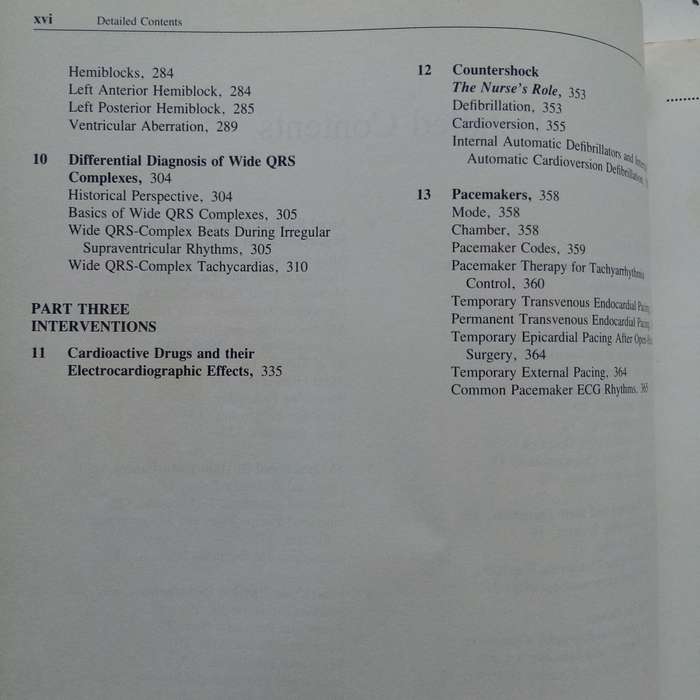 xvi Detailed Contents
Hemiblocks, 284
Left Anterior Hemiblock, 284
Left Posterior Hemiblock, 285
Ventricular Aberration, 289
10 Differential Diagnosis of Wide QRS
Complexes, 304
Historical Perspective, 304
Basics of Wide QRS Complexes, 305
Wide QRS-Complex Beats During Irregular
Supraventricular Rhythms, 305
Wide QRS-Complex Tachycardias, 310
PART THREE
INTERVENTIONS
11 Cardioactive Drugs and their
Electrocardiographic Effects, 335
12 Countershock
The Nurse's Role, 353
Defibrillation, 353
Cardioversion, 355
Internal Automatic Defibrillators and
Automatic Cardioversion Defibrillation,
13 Pacemakers, 358
Mode, 358
Chamber, 358
Pacemaker Codes, 359
Pacemaker Therapy for Tachyarrhythmia
Control, 360
Temporary Transvenous Endocardial Pacing
Permanent Transvenous Endocardial Pacing
Temporary Epicardial Pacing After
Surgery, 364
Temporary External Pacing, 364
Common Pacemaker ECG Rhythms, 365